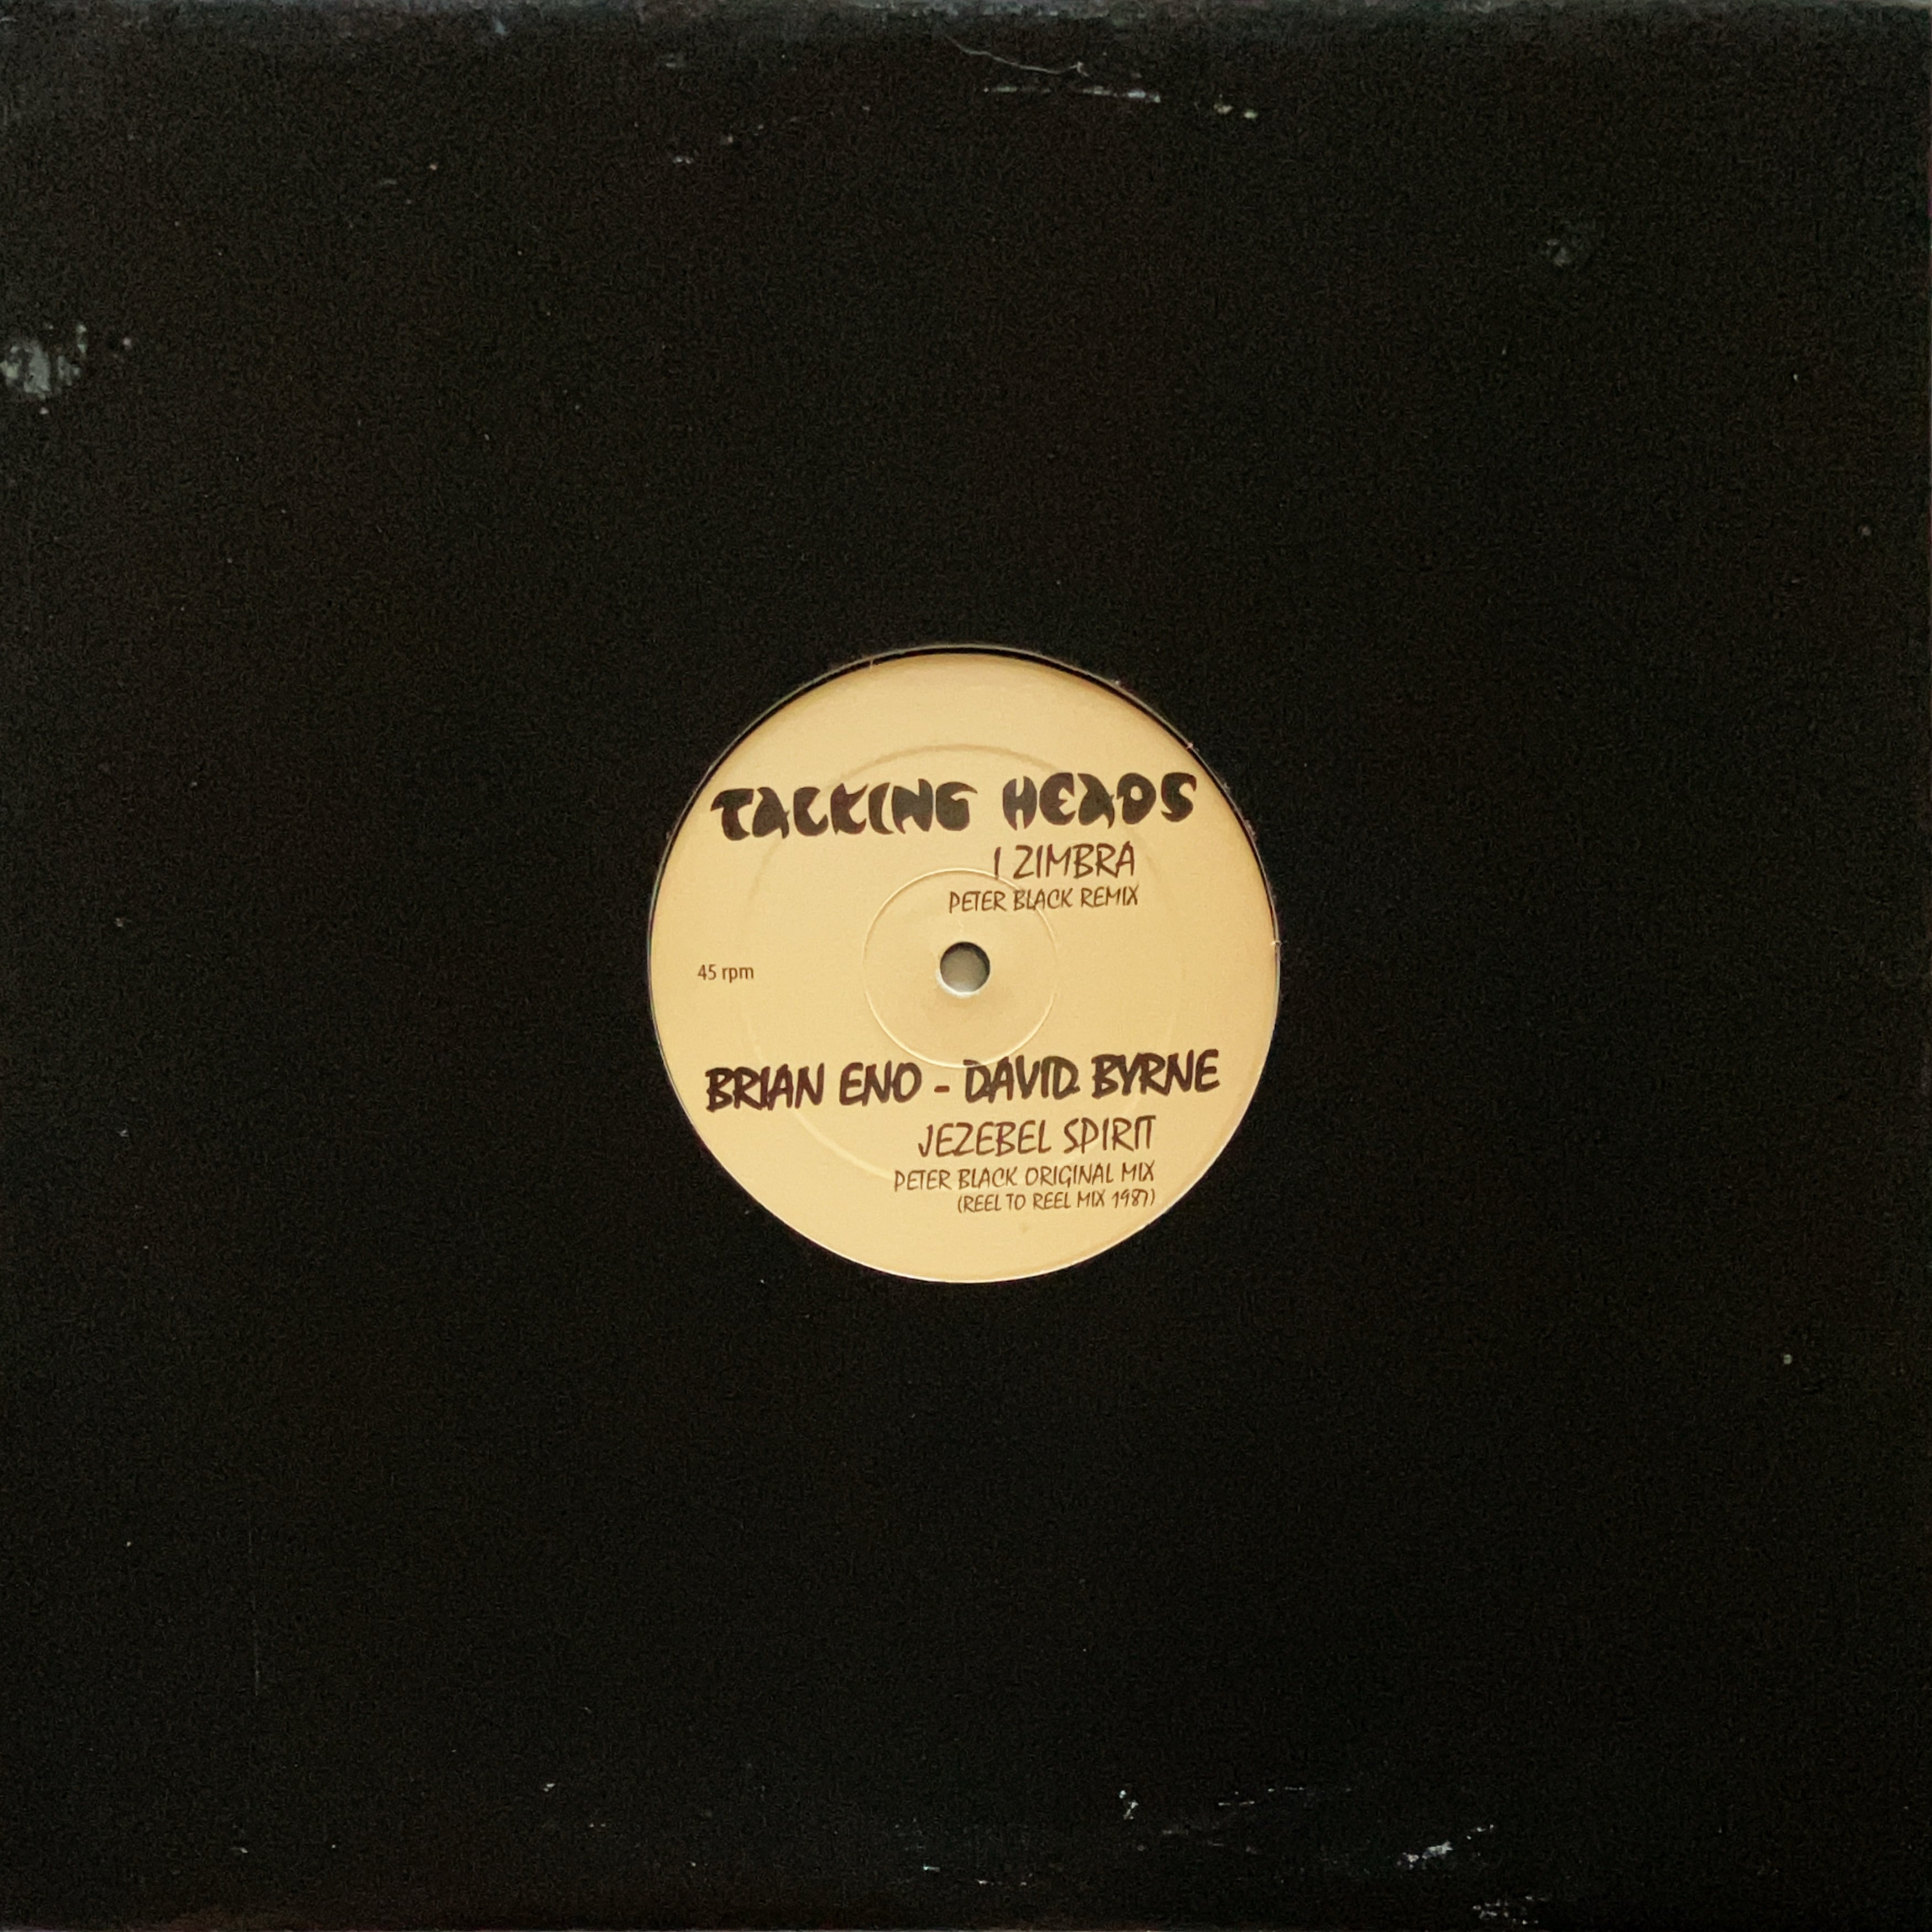 TALKING HEADS
I ZIMBRA
PETER BLACK REMIX
45 rpm
BRIAN ENO - DAVID BYRNE
JEZEBEL SPIRIT
PETER BLACK ORIGINAL MIX
(REEL TO REEL MIX 1987)